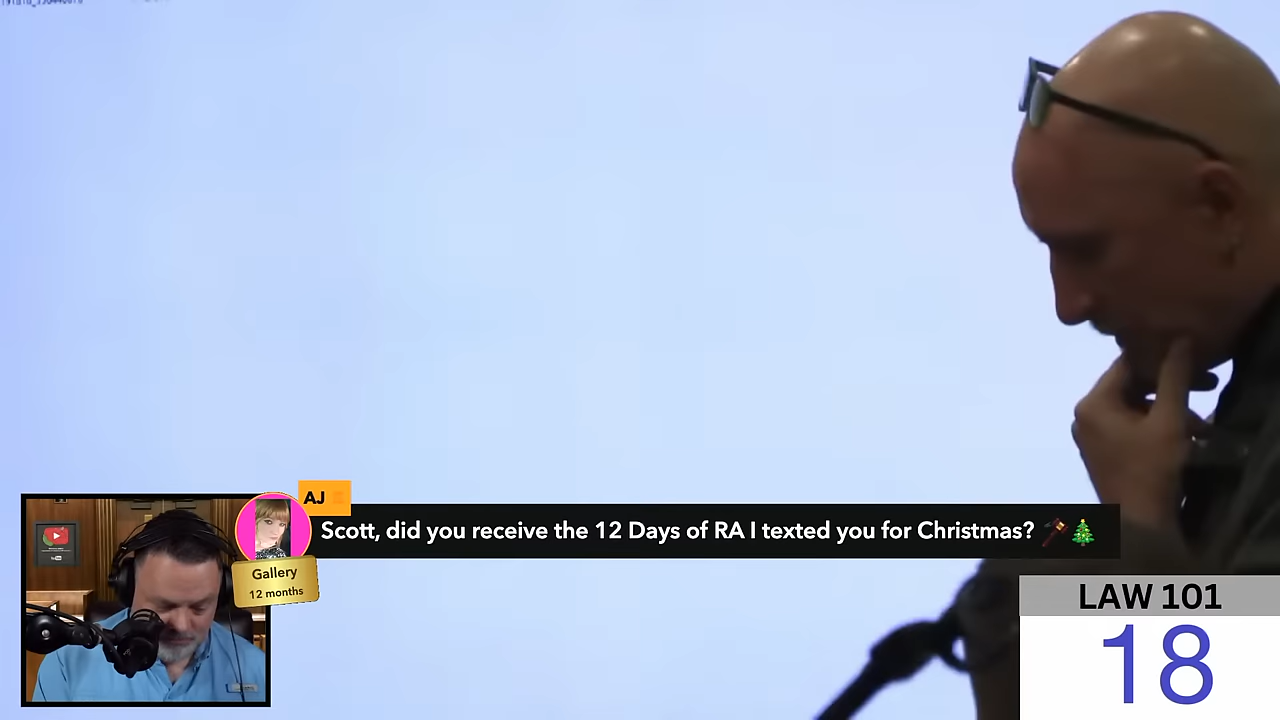 AJ
Scott, did you receive the 12 Days of RA I texted you for Christmas?
Gallery
12 months
LAW 101
18